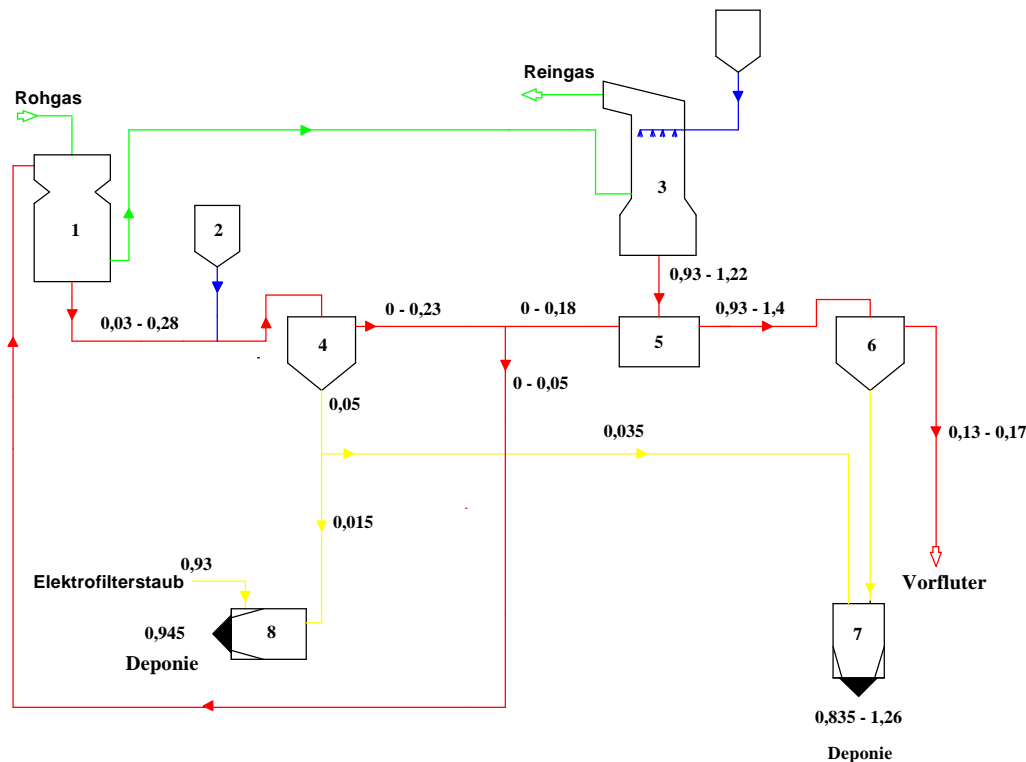 Reingas
Rohgas
3
1
2
0,93 - 1,22
0,03 - 0,28
0 - 0,23
0 - 0,18
0,93 - 1,4
4
5
6
0 - 0,05
0,05
0,035
0,13 - 0,17
0,015
0,93
Elektrofilterstaub
Vorfluter
0,945
8
7
Deponie
0,835 - 1,26
Deponie